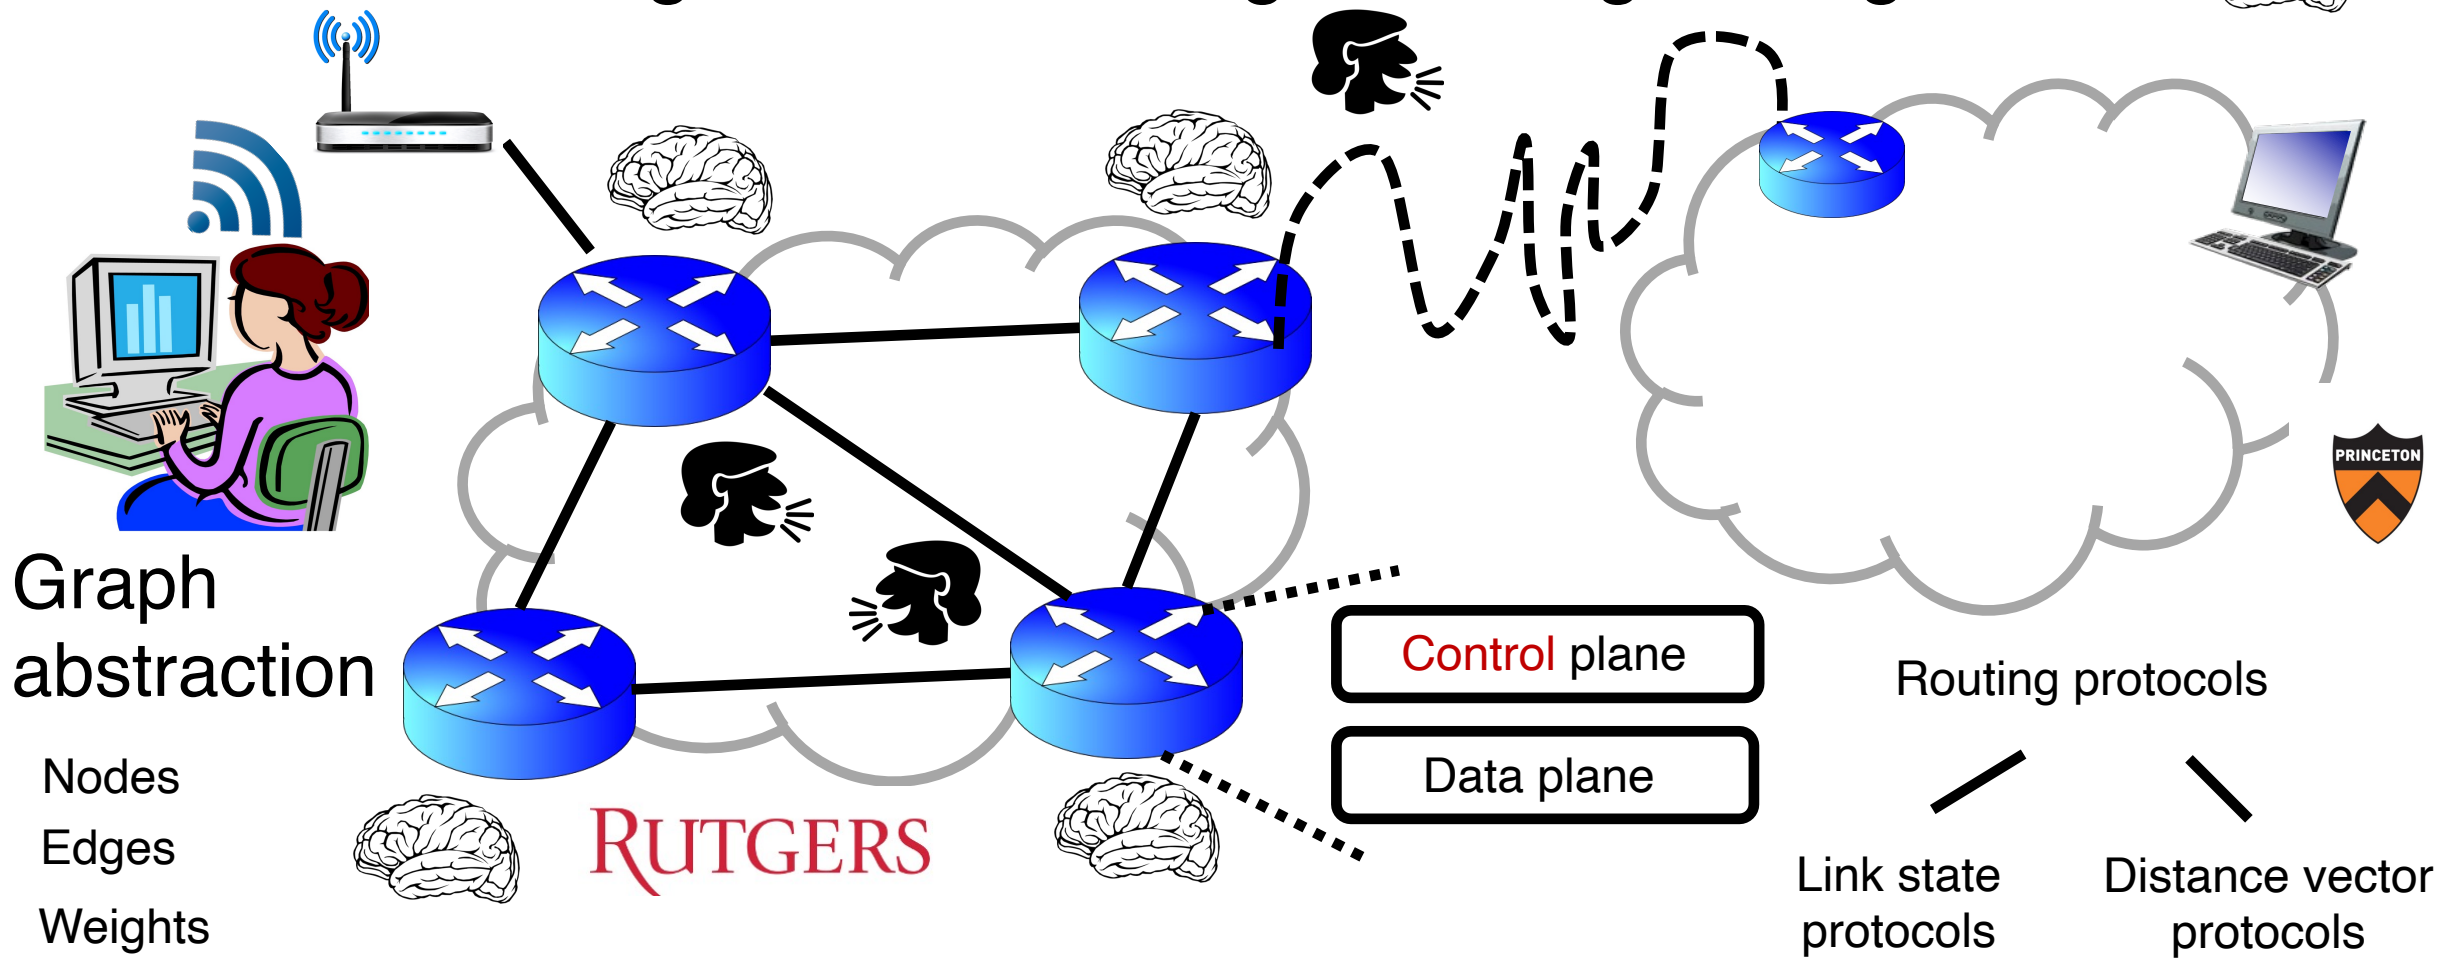 PRINCETON
Graph
abstraction
Nodes
Edges
Weights
RUTGERS
Control plane
Data plane
Routing protocols
Link state
protocols
Distance vector
protocols